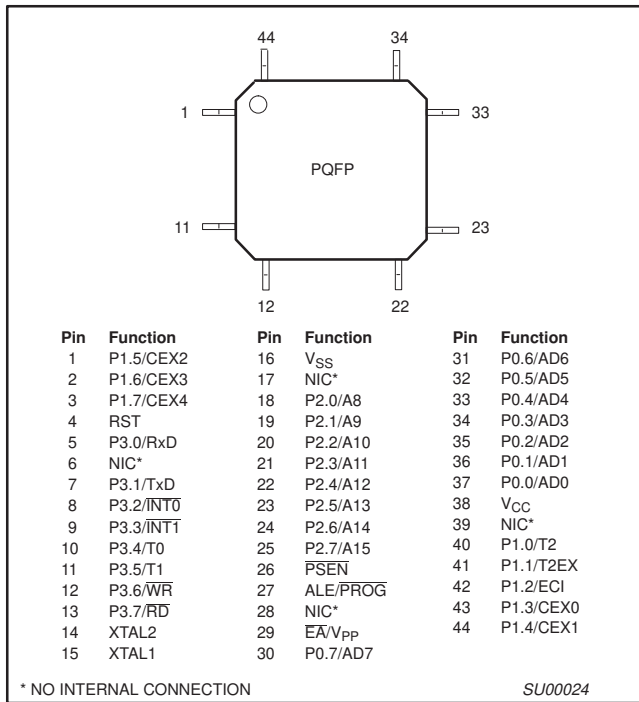 44 34
1 33
PQFP
11 23
12 22
Pin Function Pin Function Pin Function
1 P1.5/CEX2 16 VSS 31 P0.6/AD6
2 P1.6/CEX3 17 NIC* 32 P0.5/AD5
3 P1.7/CEX4 18 P2.0/A8 33 P0.4/AD4
4 RST 19 P2.1/A9 34 P0.3/AD3
5 P3.0/RxD 20 P2.2/A10 35 P0.2/AD2
6 NIC* 21 P2.3/A11 36 P0.1/AD1
7 P3.1/TxD 22 P2.4/A12 37 P0.0/AD0
8 P3.2/INT0 23 P2.5/A13 38 VCC
9 P3.3/INT1 24 P2.6/A14 39 NIC*
10 P3.4/T0 25 P2.7/A15 40 P1.0/T2
11 P3.5/T1 26 PSEN 41 P1.1/T2EX
12 P3.6/WR 27 ALE/PROG 42 P1.2/ECI
13 P3.7/RD 28 NIC* 43 P1.3/CEX0
14 XTAL2 29 EA/VPP 44 P1.4/CEX1
15 XTAL1 30 P0.7/AD7
* NO INTERNAL CONNECTION SU00024